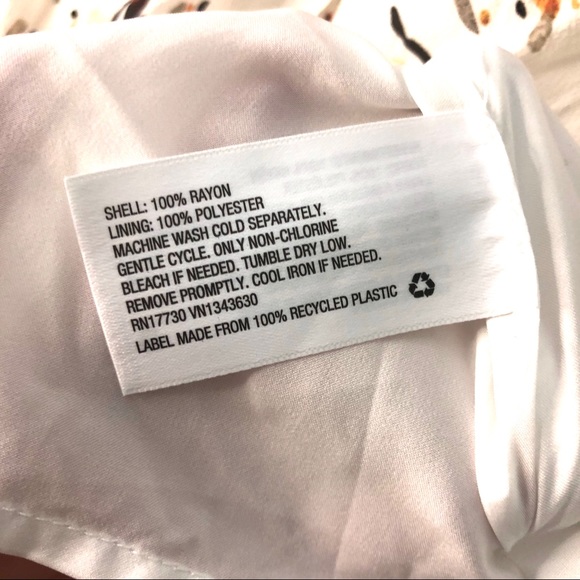 SHELL: 100% RAYON
LINING: 100% POLYESTER
MACHINE WASH COLD SEPARATELY.
GENTLE CYCLE. ONLY NON-CHLORINE
BLEACH IF NEEDED. TUMBLE DRY LOW.
REMOVE PROMPTLY. COOL IRON IF NEEDED.
RN17730 VN1343630
LABEL MADE FROM 100% RECYCLED PLASTIC